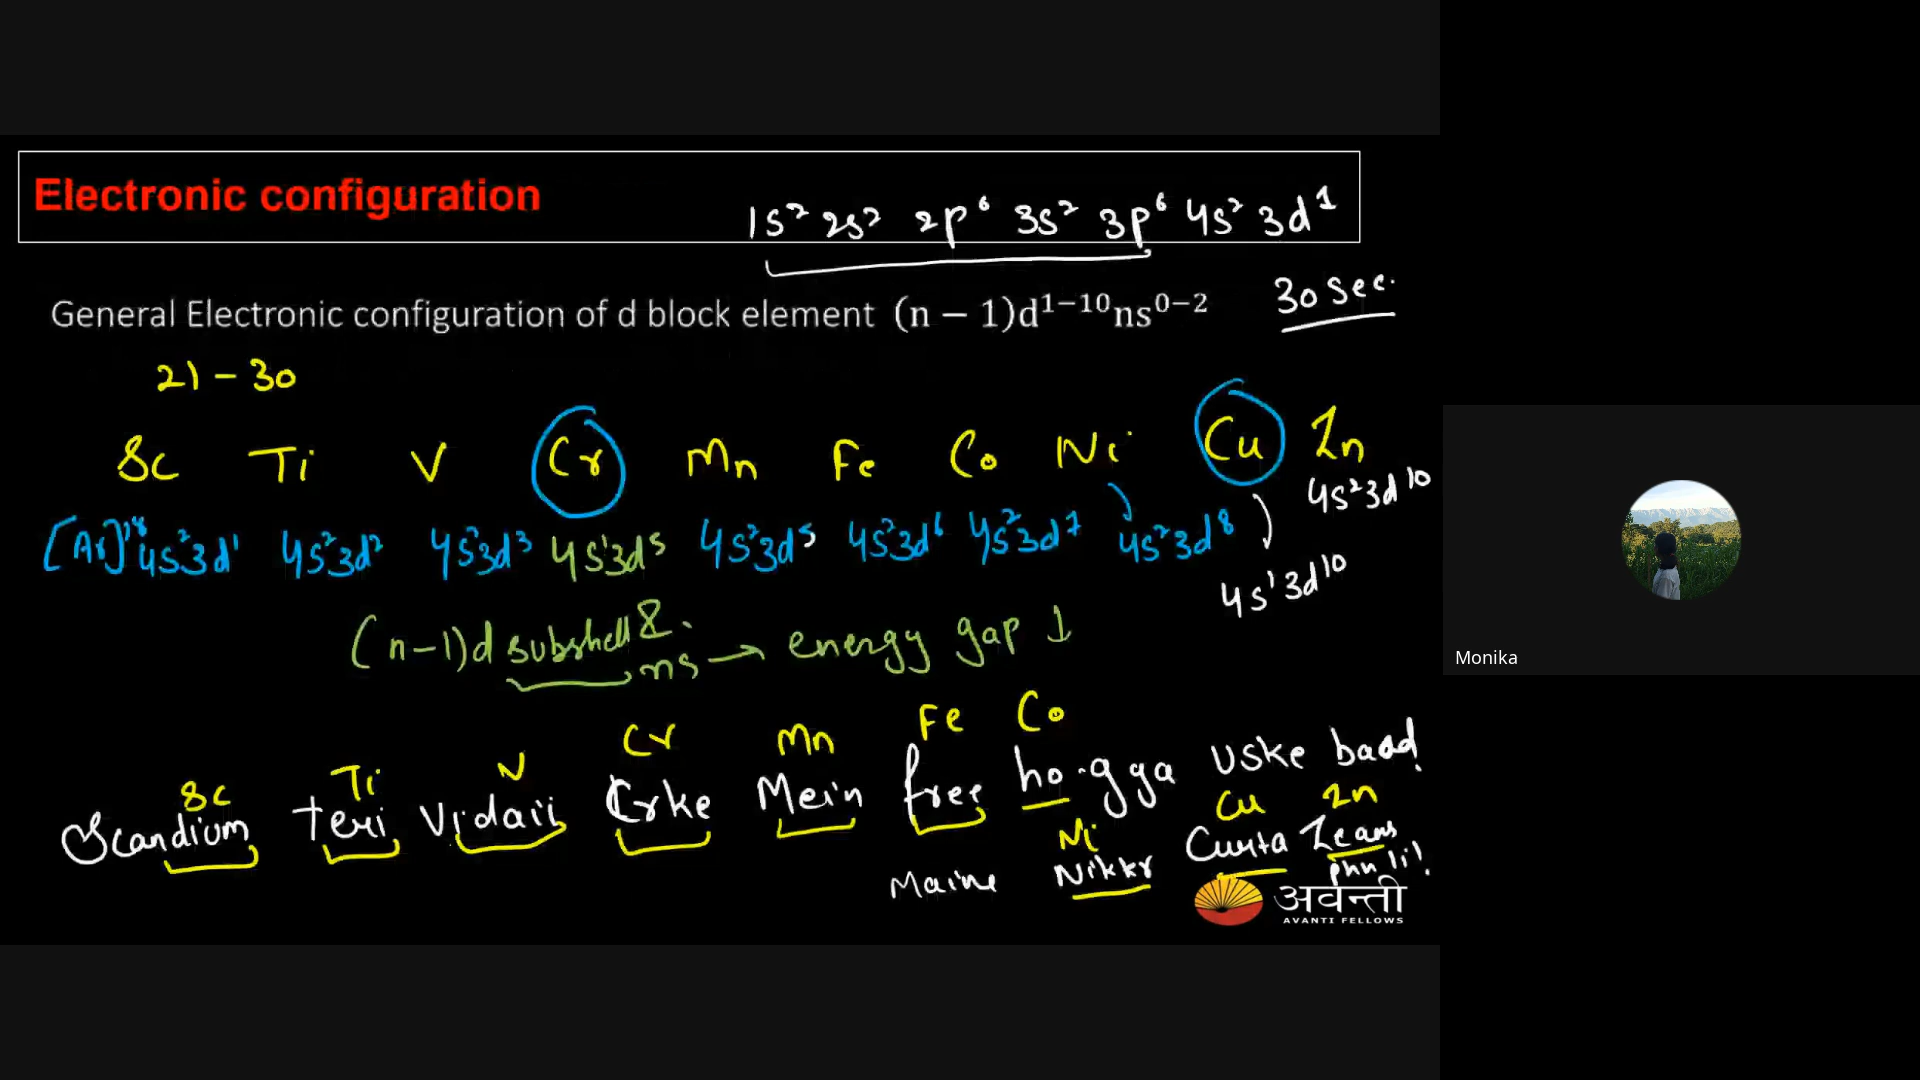 Electronic configuration
1s² 2s² 2p⁶ 3s² 3p⁶ 4s² 3d¹
General Electronic configuration of d block element (n − 1)d¹⁻¹⁰ns⁰⁻²
30 Sec.
21 - 30
Sc Ti V Cr Mn Fe Co Ni Cu Zn
[Ar]¹⁸ 4s²3d¹ 4s²3d² 4s²3d³ 4s¹3d⁵ 4s²3d⁵ 4s²3d⁶ 4s²3d⁷ 4s²3d⁸ 4s¹3d¹⁰ 4s²3d¹⁰
(n-1)d subshell & ns → energy gap ↓
Sc Ti V Cr Mn Fe Co
Scandium teri Vidaii Crke Mein free ho.gga uske baad!
Ni Cu Zn
Maine Nikkr Zeans
phn li!
अवन्ती
AVANTI FELLOWS
Monika